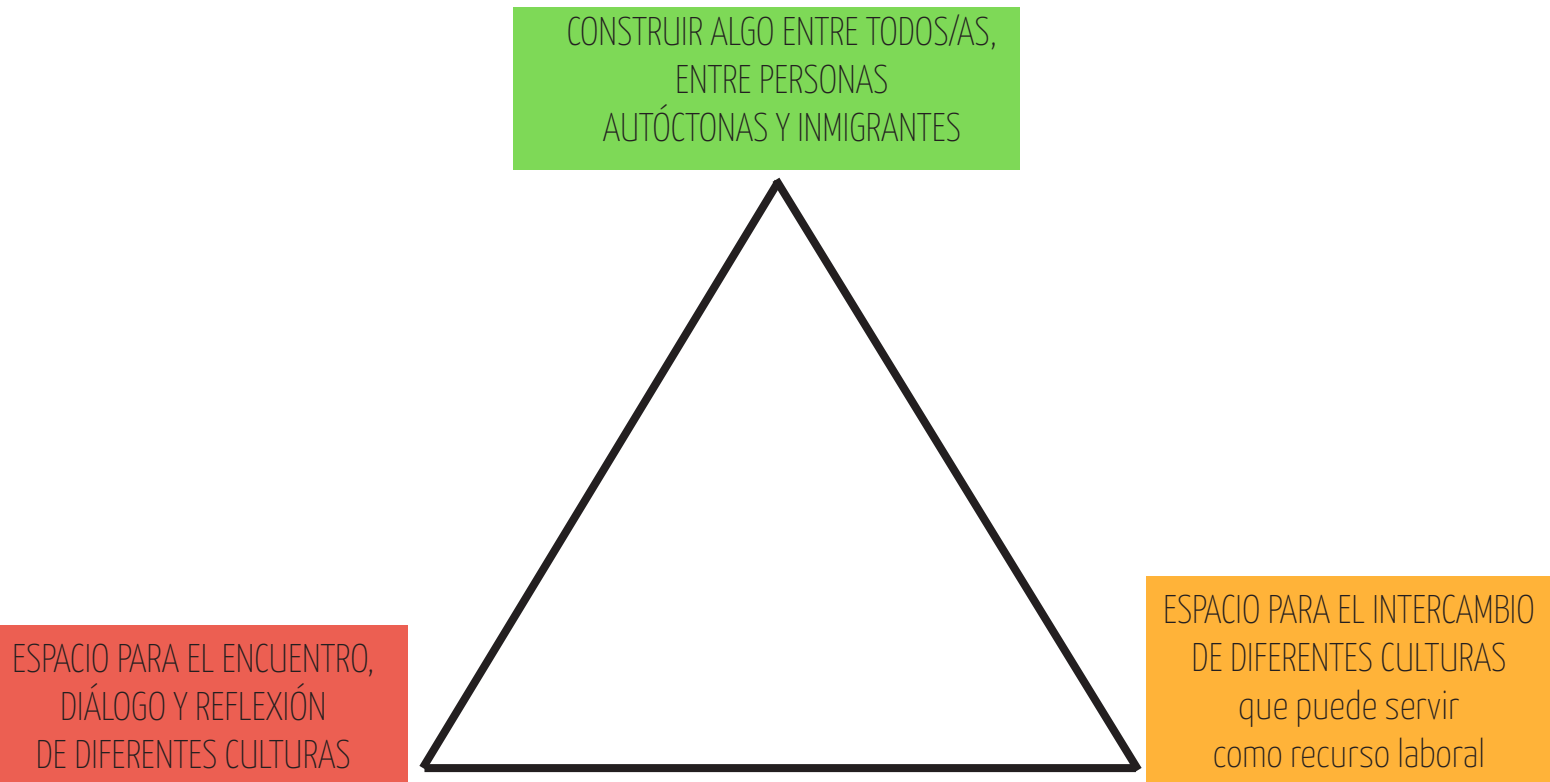 CONSTRUIR ALGO ENTRE TODOS/AS,
ENTRE PERSONAS
AUTÓCTONAS Y INMIGRANTES
ESPACIO PARA EL ENCUENTRO,
DIÁLOGO Y REFLEXIÓN
DE DIFERENTES CULTURAS
ESPACIO PARA EL INTERCAMBIO
DE DIFERENTES CULTURAS
que puede servir
como recurso laboral